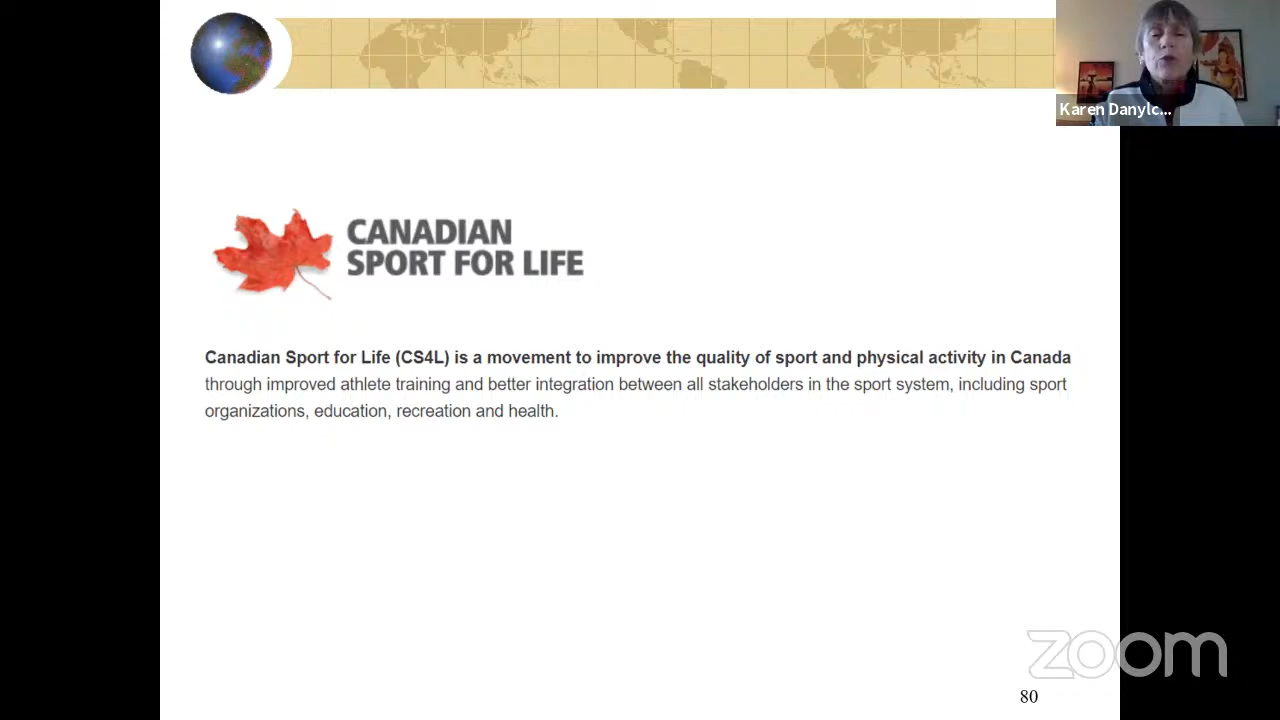 Karen Danylc...
CANADIAN
SPORT FOR LIFE
Canadian Sport for Life (CS4L) is a movement to improve the quality of sport and physical activity in Canada
through improved athlete training and better integration between all stakeholders in the sport system, including sport
organizations, education, recreation and health.
zoom
80